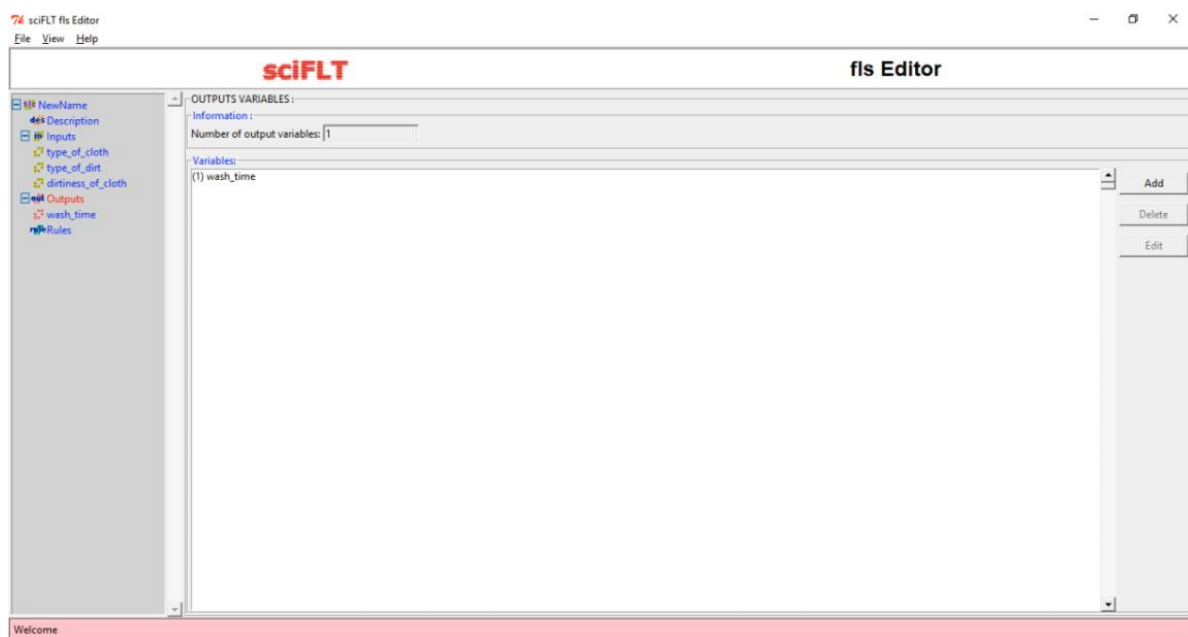 sciFLT fls Editor
File View Help
sciFLT fls Editor
NewName
Description
Inputs
type_of_cloth
type_of_dirt
dirtiness_of_cloth
Outputs
wash_time
Rules
OUTPUTS VARIABLES :
Information :
Number of output variables: 1
Variables:
(1) wash_time
Add
Delete
Edit
Welcome